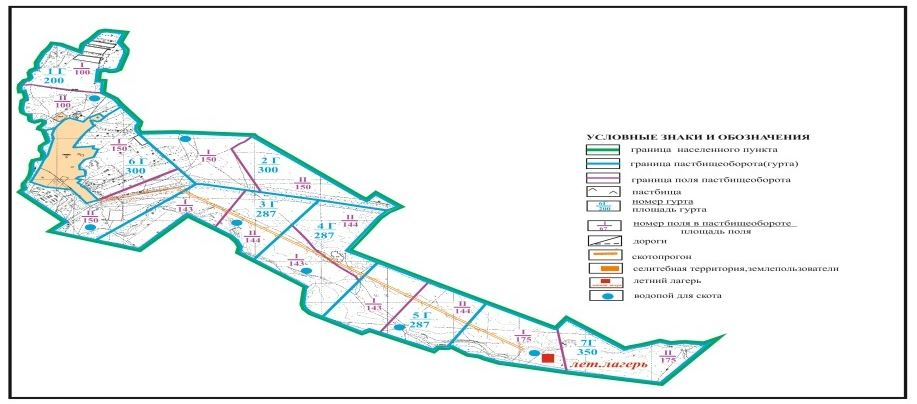 I
100
1 Г
200
II
100
I
150
6 Г
300
I
150
2 Г
300
II
150
II
150
I
143
3 Г
287
II
144
4 Г
287
II
144
I
143
I
143
5 Г
287
II
144
I
175
7Г
350
II
175
лет.лагерь
УСЛОВНЫЕ ЗНАКИ И ОБОЗНАЧЕНИЯ
граница населенного пункта
граница пастбищеоборота(гурта)
граница поля пастбищеоборота
пастбища
номер гурта
200
площадь гурта
номер поля в пастбищеобороте
площадь поля
дороги
скотопрогон
селитебная территория,землепользователи
летний лагерь
водопой для скота